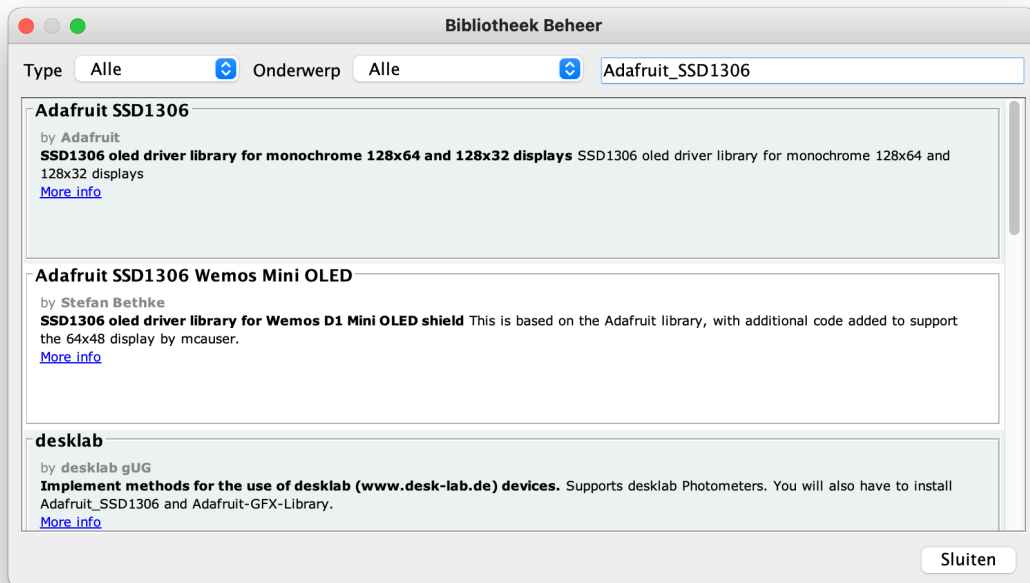 Bibliotheek Beheer
Type Alle Onderwerp Alle Adafruit_SSD1306
Adafruit SSD1306
by Adafruit
SSD1306 oled driver library for monochrome 128x64 and 128x32 displays SSD1306 oled driver library for monochrome 128x64 and
128x32 displays
More info
Adafruit SSD1306 Wemos Mini OLED
by Stefan Bethke
SSD1306 oled driver library for Wemos D1 Mini OLED shield This is based on the Adafruit library, with additional code added to support
the 64x48 display by mcauser.
More info
desklab
by desklab gUG
Implement methods for the use of desklab (www.desk-lab.de) devices. Supports desklab Photometers. You will also have to install
Adafruit_SSD1306 and Adafruit-GFX-Library.
More info
Sluiten